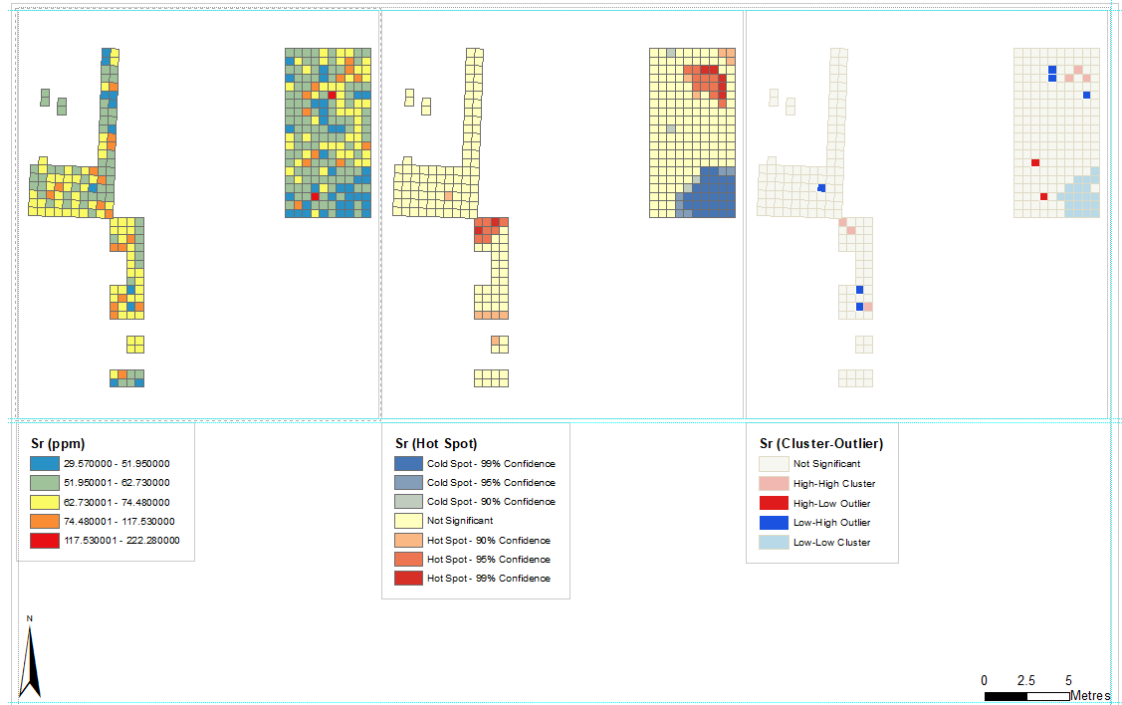 Sr (ppm)
29.570000 - 51.950000
51.950001 - 62.730000
62.730001 - 74.480000
74.480001 - 117.530000
117.530001 - 222.280000
Sr (Hot Spot)
Cold Spot - 99% Confidence
Cold Spot - 95% Confidence
Cold Spot - 90% Confidence
Not Significant
Hot Spot - 90% Confidence
Hot Spot - 95% Confidence
Hot Spot - 99% Confidence
Sr (Cluster-Outlier)
Not Significant
High-High Cluster
High-Low Outlier
Low-High Outlier
Low-Low Cluster
N
0 2.5 5
Metres